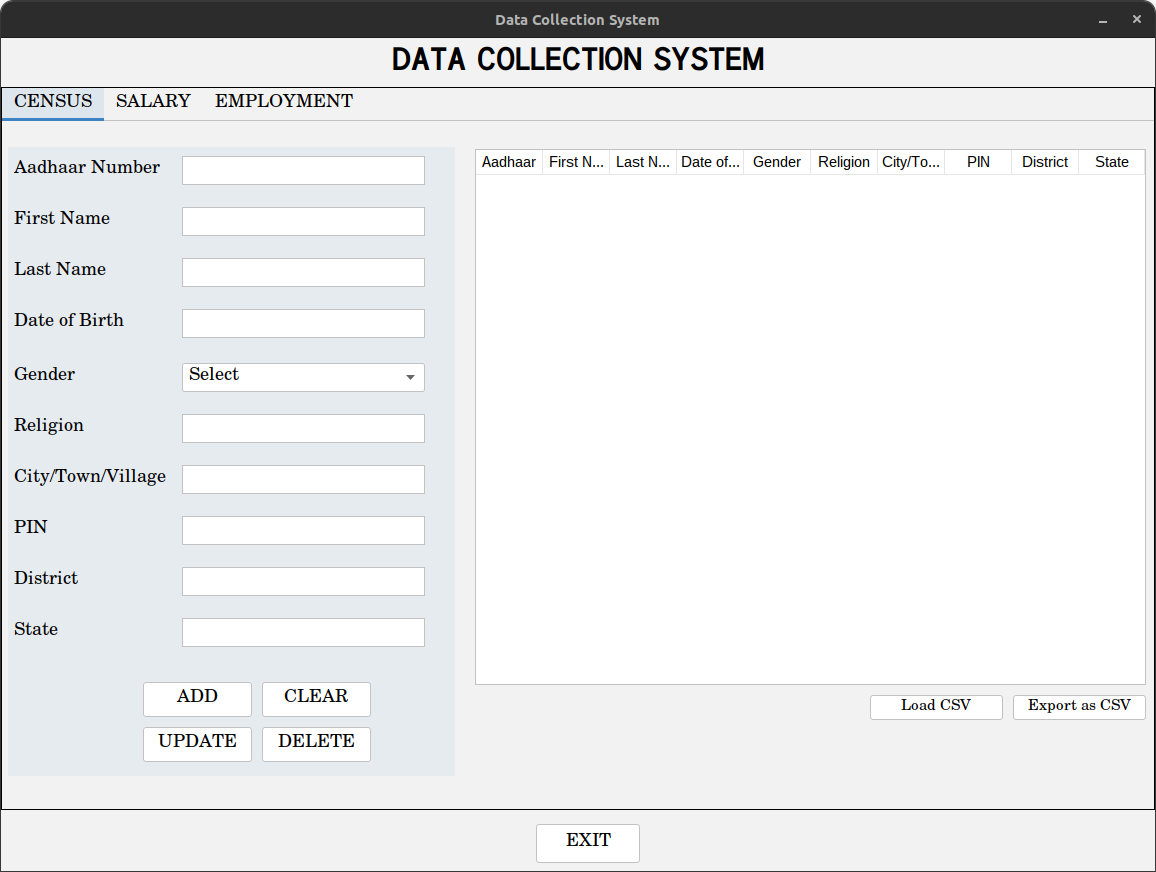 Data Collection System
DATA COLLECTION SYSTEM
CENSUS SALARY EMPLOYMENT
Aadhaar Number
First Name
Last Name
Date of Birth
Gender Select
Religion
City/Town/Village
PIN
District
State
ADD CLEAR
UPDATE DELETE
Aadhaar First N... Last N... Date of... Gender Religion City/To... PIN District State
Load CSV Export as CSV
EXIT